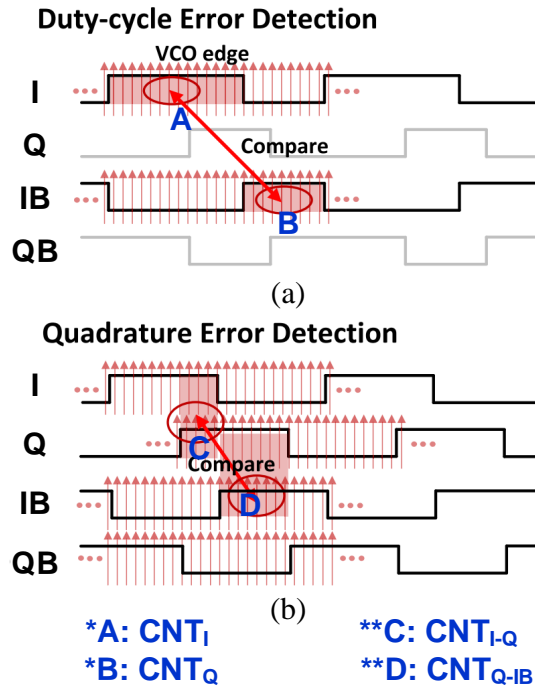 Duty-cycle Error Detection
VCO edge
I
A
Q
Compare
IB
B
QB
(a)
Quadrature Error Detection
I
Q
C
Compare
IB
D
QB
(b)
*A: CNTI
**C: CNTI-Q
*B: CNTQ
**D: CNTQ-IB